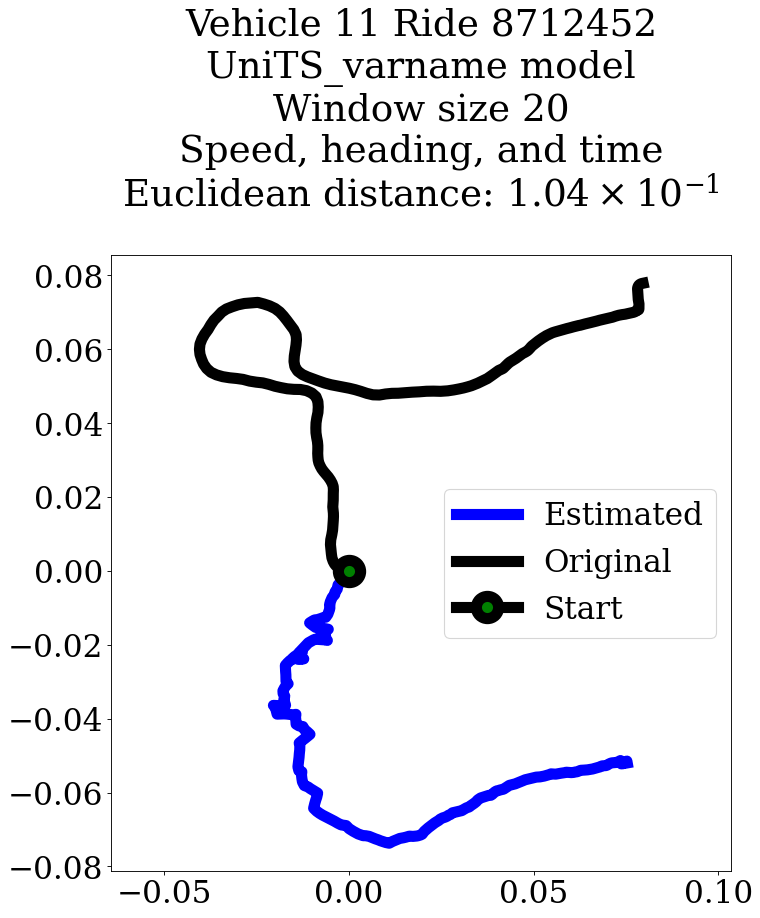 Vehicle 11 Ride 8712452
UniTS_varname model
Window size 20
Speed, heading, and time
Euclidean distance: 1.04 × 10⁻¹
0.08
0.06
0.04
0.02
0.00
−0.02
−0.04
−0.06
−0.08
Estimated
Original
Start
−0.05 0.00 0.05 0.10